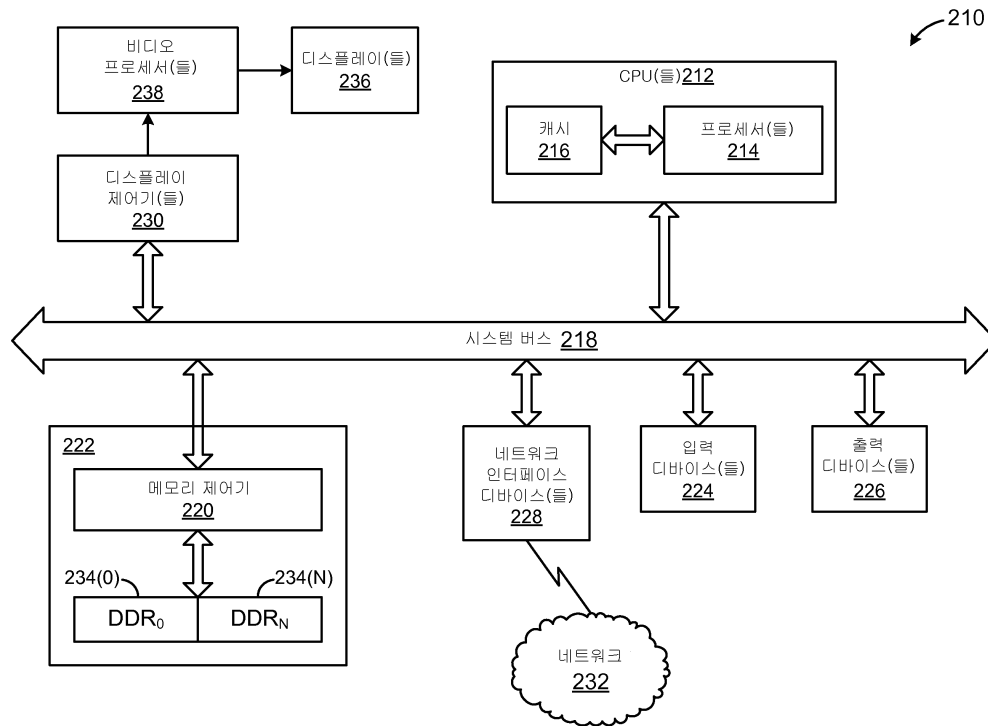 210
비디오
프로세서(들)
238
디스플레이(들)
236
CPU(들)212
캐시
216
프로세서(들)
214
디스플레이
제어기(들)
230
시스템 버스 218
222
메모리 제어기
220
234(0)
234(N)
DDR₀
DDR_N
네트워크
인터페이스
디바이스(들)
228
입력
디바이스(들)
224
출력
디바이스(들)
226
네트워크
232